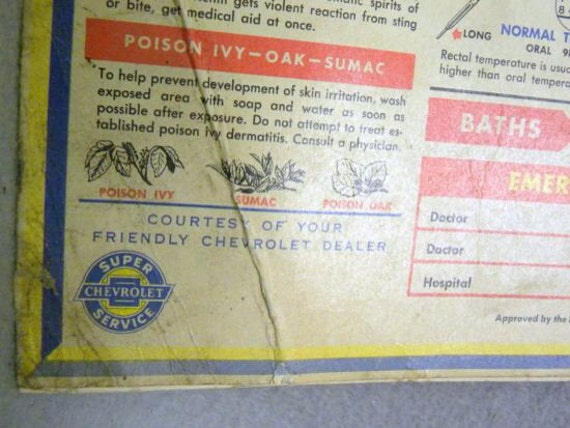 matic spirits of
gets violent reaction from sting
or bite, get medical aid at once.
POISON IVY—OAK—SUMAC
To help prevent development of skin irritation, wash
exposed area with soap and water as soon as
possible after exposure. Do not attempt to treat es-
tablished poison ivy dermatitis. Consult a physician.
POISON IVY
SUMAC
POISON OAK
COURTESY OF YOUR
FRIENDLY CHEVROLET DEALER
SUPER
CHEVROLET
SERVICE
LONG
NORMAL T
ORAL 9
Rectal temperature is usu
higher than oral tempera
BATHS
EMER
Doctor
Doctor
Hospital
Approved by the